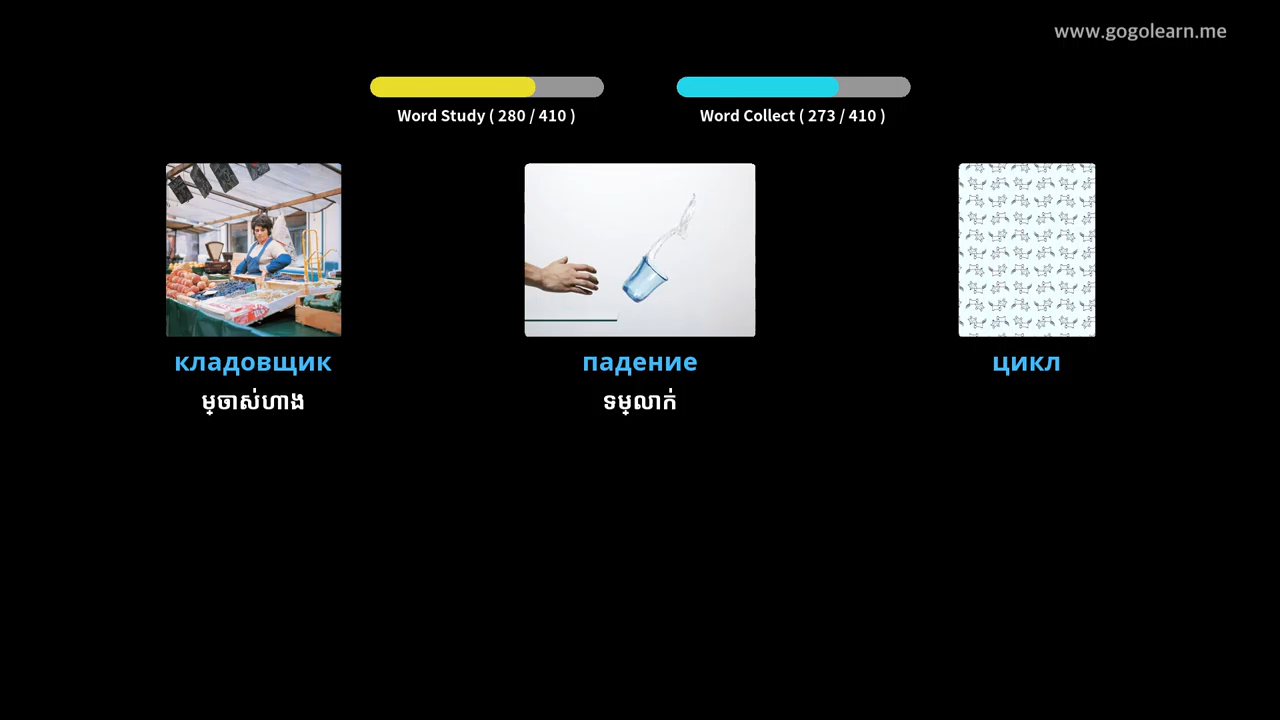 www.gogolearn.me
Word Study ( 280 / 410 )
Word Collect ( 273 / 410 )
кладовщик
падение
цикл
ម្ចាស់ហាង
ទម្លាក់